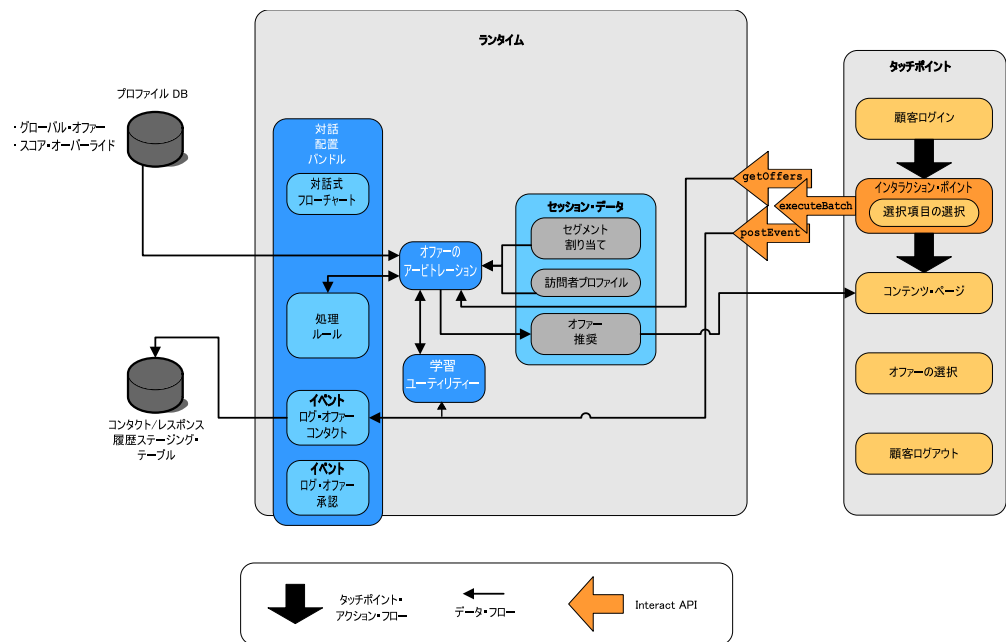 ランタイム
タッチポイント
プロファイル DB
・グローバル・オファー
・スコア・オーバーライド
対話
配置
バンドル
対話式
フローチャート
処理
ルール
イベント
ログ・オファー
コンタクト
イベント
ログ・オファー
承認
オファーの
アービトレーション
学習
ユーティリティー
セッション・データ
セグメント
割り当て
訪問者プロファイル
オファー
推奨
getOffers
executeBatch
postEvent
顧客ログイン
インタラクション・ポイント
選択項目の選択
コンテンツ・ページ
オファーの選択
顧客ログアウト
コンタクト/レスポンス
履歴ステージング・
テーブル
タッチポイント・
アクション・フロー
データ・フロー
Interact API